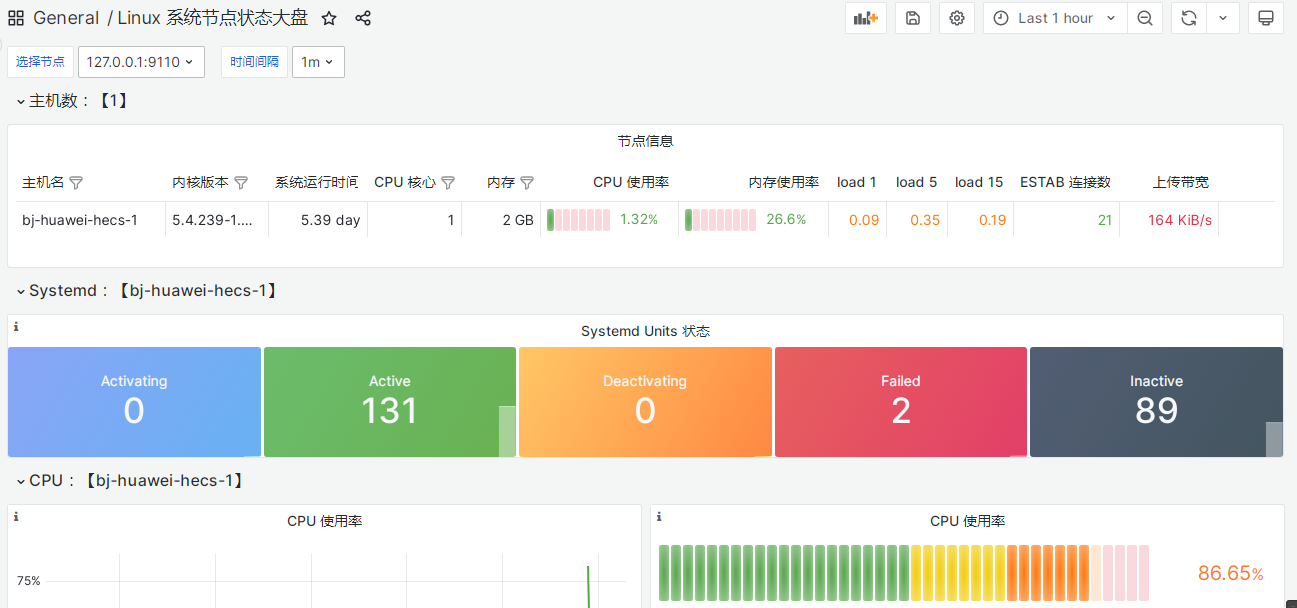 General / Linux 系统节点状态大盘
Last 1 hour
选择节点 127.0.0.1:9110 时间间隔 1m
主机数：【1】
节点信息
主机名 内核版本 系统运行时间 CPU 核心 内存 CPU 使用率 内存使用率 load 1 load 5 load 15 ESTAB 连接数 上传带宽
bj-huawei-hecs-1 5.4.239-1.... 5.39 day 1 2 GB 1.32% 26.6% 0.09 0.35 0.19 21 164 KiB/s
Systemd：【bj-huawei-hecs-1】
Systemd Units 状态
Activating Active Deactivating Failed Inactive
0 131 0 2 89
CPU：【bj-huawei-hecs-1】
CPU 使用率 CPU 使用率
75% 86.65%